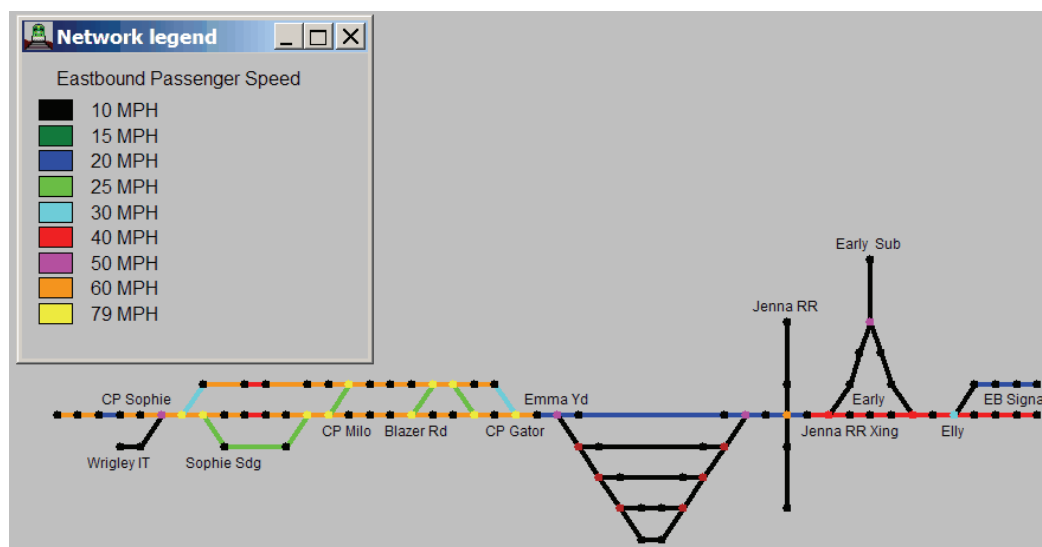 Network legend
Eastbound Passenger Speed
10 MPH
15 MPH
20 MPH
25 MPH
30 MPH
40 MPH
50 MPH
60 MPH
79 MPH
Early Sub
Jenna RR
CP Sophie
Emma Yd
Early
EB Signa
CP Milo
Blazer Rd
CP Gator
Jenna RR Xing
Elly
Wrigley IT
Sophie Sdg